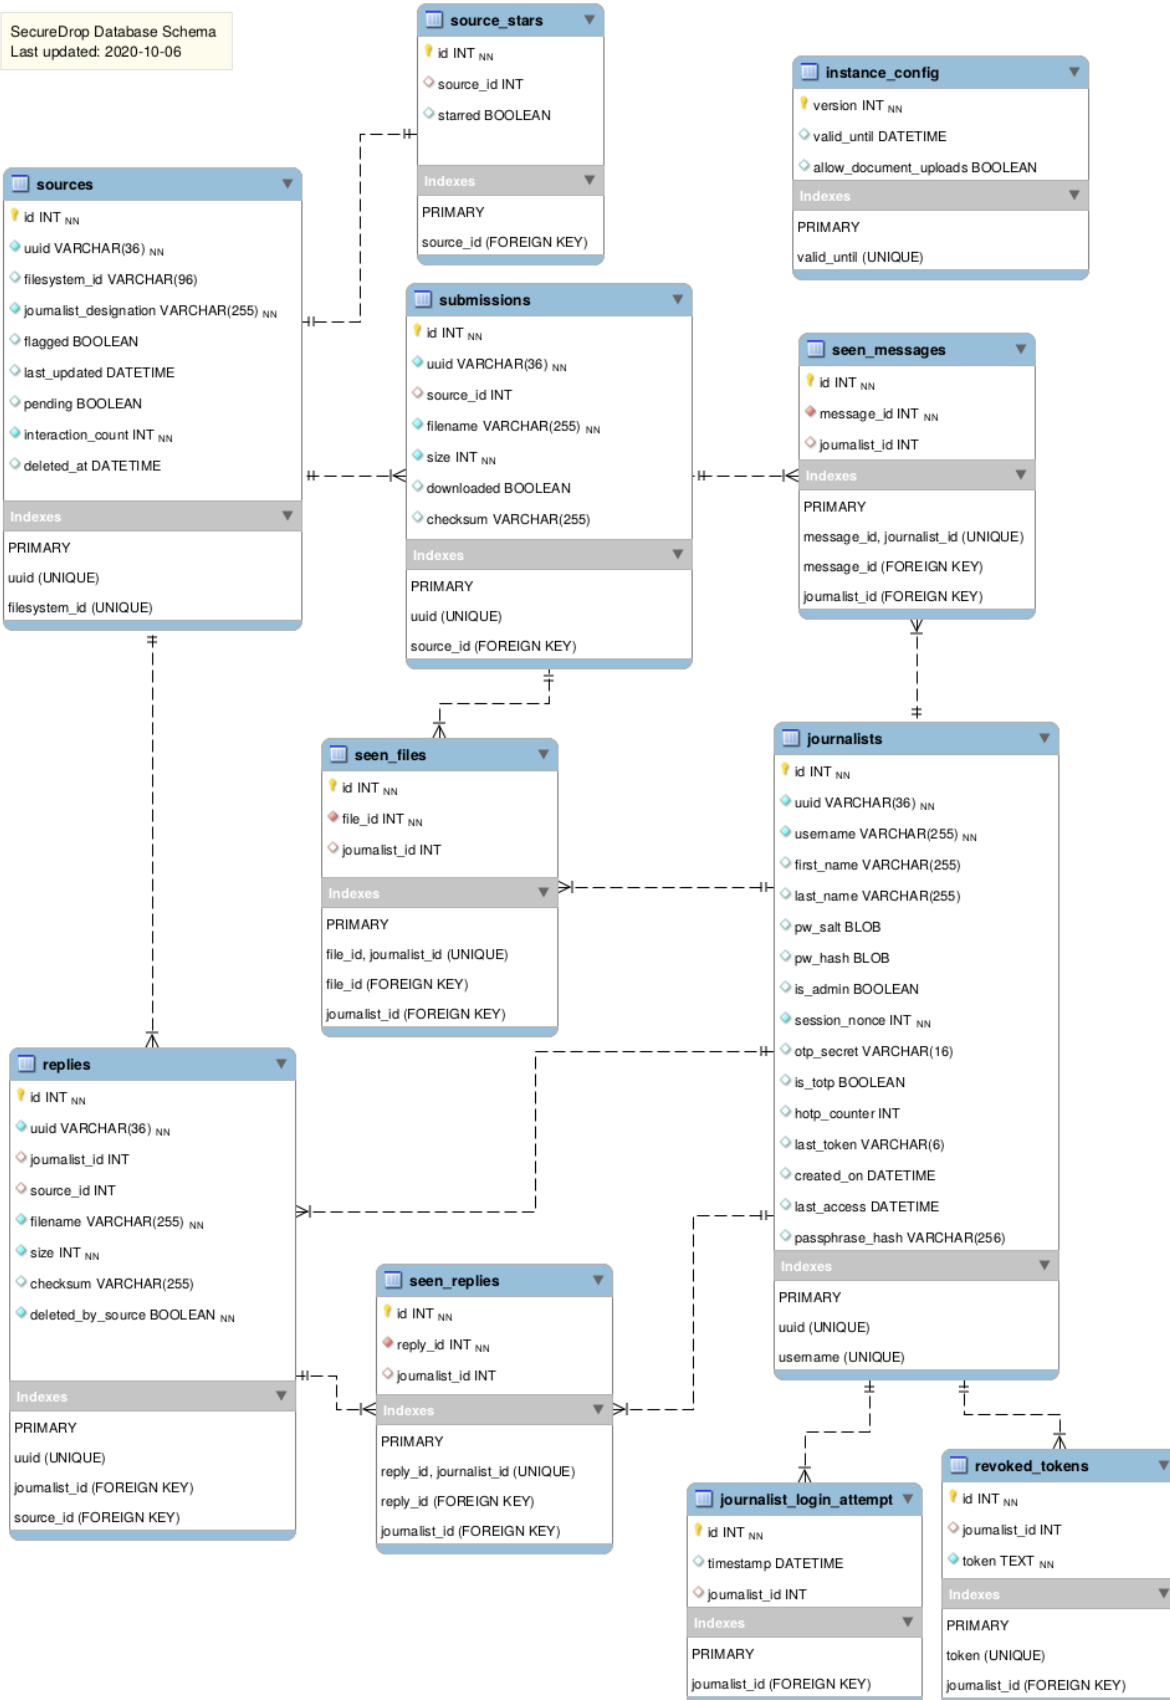 SecureDrop Database Schema
Last updated: 2020-10-06
source_stars
id INT NN
source_id INT
starred BOOLEAN
Indexes
PRIMARY
source_id (FOREIGN KEY)
instance_config
version INT NN
valid_until DATETIME
allow_document_uploads BOOLEAN
Indexes
PRIMARY
valid_until (UNIQUE)
sources
id INT NN
uuid VARCHAR(36) NN
filesystem_id VARCHAR(96)
journalist_designation VARCHAR(255) NN
flagged BOOLEAN
last_updated DATETIME
pending BOOLEAN
interaction_count INT NN
deleted_at DATETIME
Indexes
PRIMARY
uuid (UNIQUE)
filesystem_id (UNIQUE)
submissions
id INT NN
uuid VARCHAR(36) NN
source_id INT
filename VARCHAR(255) NN
size INT NN
downloaded BOOLEAN
checksum VARCHAR(255)
Indexes
PRIMARY
uuid (UNIQUE)
source_id (FOREIGN KEY)
seen_messages
id INT NN
message_id INT NN
journalist_id INT
Indexes
PRIMARY
message_id, journalist_id (UNIQUE)
message_id (FOREIGN KEY)
journalist_id (FOREIGN KEY)
seen_files
id INT NN
file_id INT NN
journalist_id INT
Indexes
PRIMARY
file_id, journalist_id (UNIQUE)
file_id (FOREIGN KEY)
journalist_id (FOREIGN KEY)
journalists
id INT NN
uuid VARCHAR(36) NN
username VARCHAR(255) NN
first_name VARCHAR(255)
last_name VARCHAR(255)
pw_salt BLOB
pw_hash BLOB
is_admin BOOLEAN
session_nonce INT NN
otp_secret VARCHAR(16)
is_totp BOOLEAN
hotp_counter INT
last_token VARCHAR(6)
created_on DATETIME
last_access DATETIME
passphrase_hash VARCHAR(256)
Indexes
PRIMARY
uuid (UNIQUE)
username (UNIQUE)
replies
id INT NN
uuid VARCHAR(36) NN
journalist_id INT
source_id INT
filename VARCHAR(255) NN
size INT NN
checksum VARCHAR(255)
deleted_by_source BOOLEAN NN
Indexes
PRIMARY
uuid (UNIQUE)
journalist_id (FOREIGN KEY)
source_id (FOREIGN KEY)
seen_replies
id INT NN
reply_id INT NN
journalist_id INT
Indexes
PRIMARY
reply_id, journalist_id (UNIQUE)
reply_id (FOREIGN KEY)
journalist_id (FOREIGN KEY)
journalist_login_attempt
id INT NN
timestamp DATETIME
journalist_id INT
Indexes
PRIMARY
journalist_id (FOREIGN KEY)
revoked_tokens
id INT NN
journalist_id INT
token TEXT NN
Indexes
PRIMARY
token (UNIQUE)
journalist_id (FOREIGN KEY)